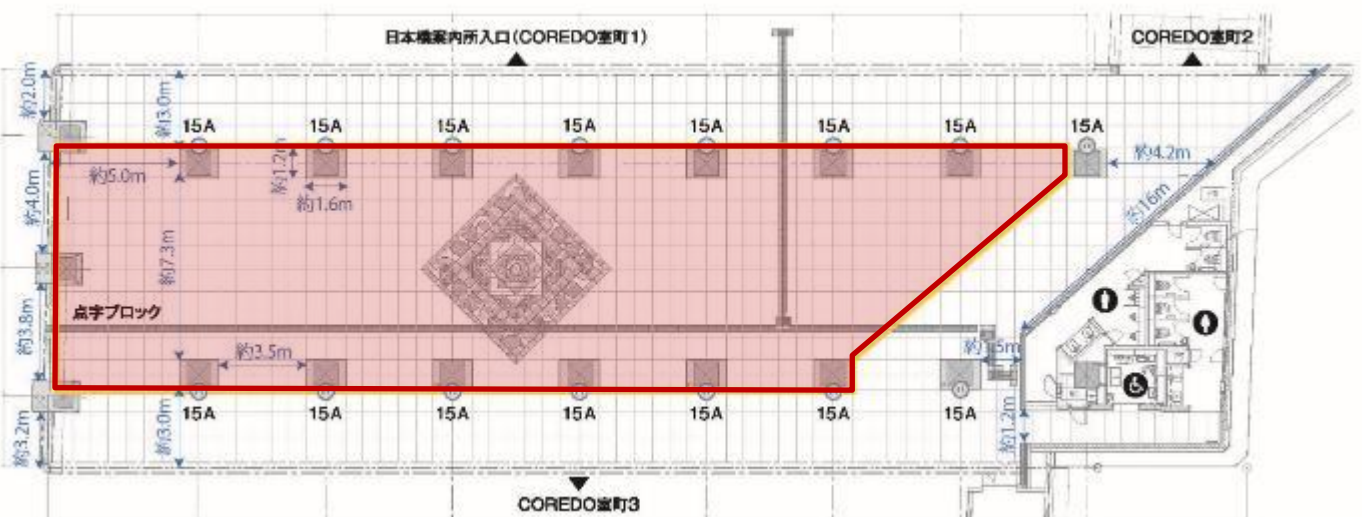 日本橋案内所入口(COREDO室町1)
COREDO室町2
約2.0m
約3.0m
15A 15A 15A 15A 15A 15A 15A 15A
約5.0m
約1.2m
約1.6m
約4.2m
約16m
約4.0m
約7.3m
点字ブロック
約3.8m
約3.5m
15A 15A 15A 15A 15A 15A 15A
約3.2m
約3.0m
約1.2m
COREDO室町3